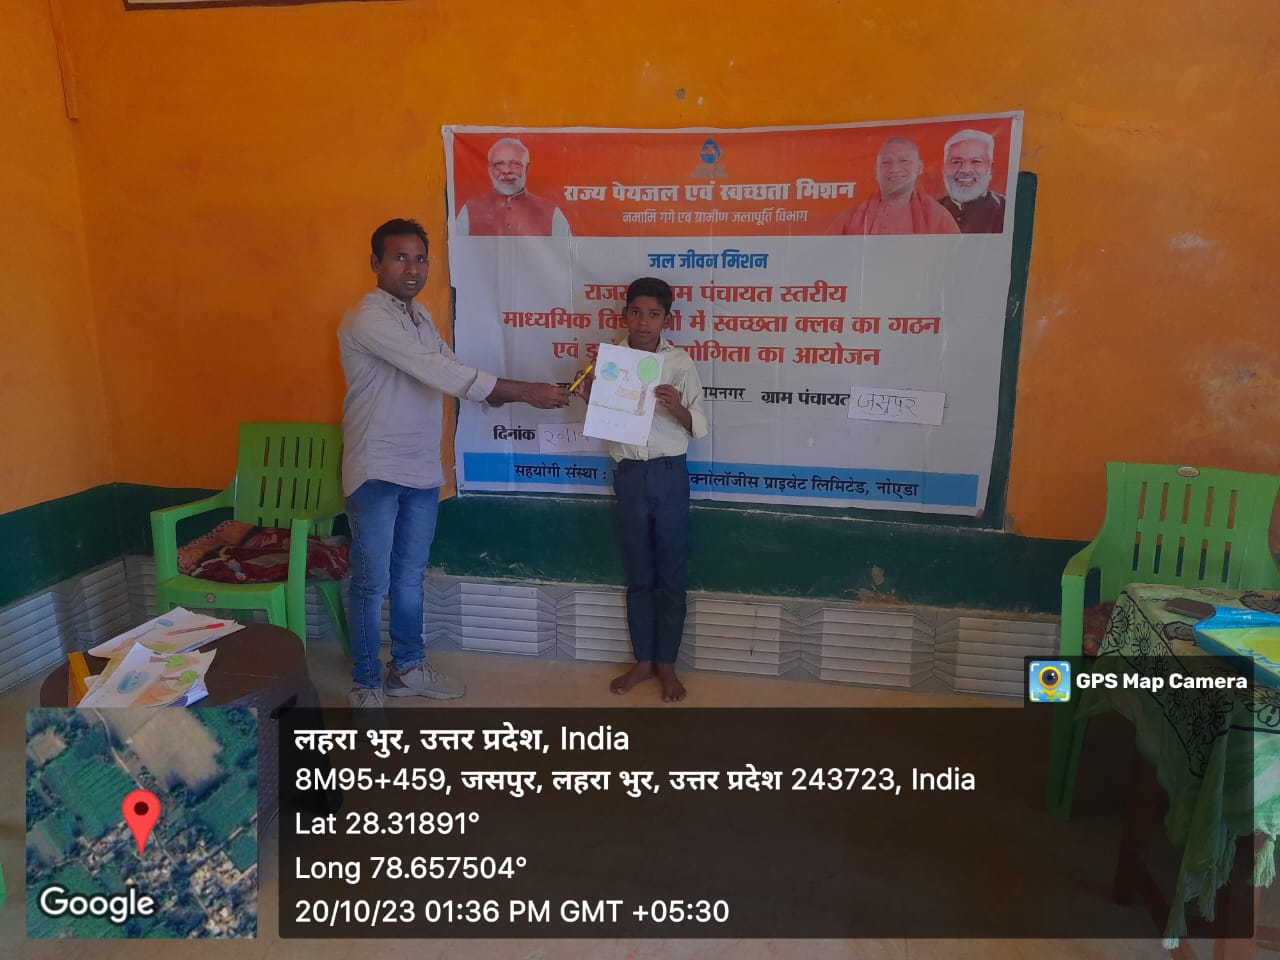 राज्य पेयजल एवं स्वच्छता मिशन
नमामि गंगे एवं ग्रामीण जलापूर्ति विभाग
जल जीवन मिशन
ग्राम पंचायत स्तरीय
माध्यमिक में स्वच्छता क्लब का गठन
एवं का आयोजन
ग्राम पंचायत जसुपुर
दिनांक
सहयोगी संस्था : प्राइवेट लिमिटेड, नोएडा
GPS Map Camera
लहरा भुर, उत्तर प्रदेश, India
8M95+459, जसपुर, लहरा भुर, उत्तर प्रदेश 243723, India
Lat 28.31891°
Long 78.657504°
20/10/23 01:36 PM GMT +05:30
Google